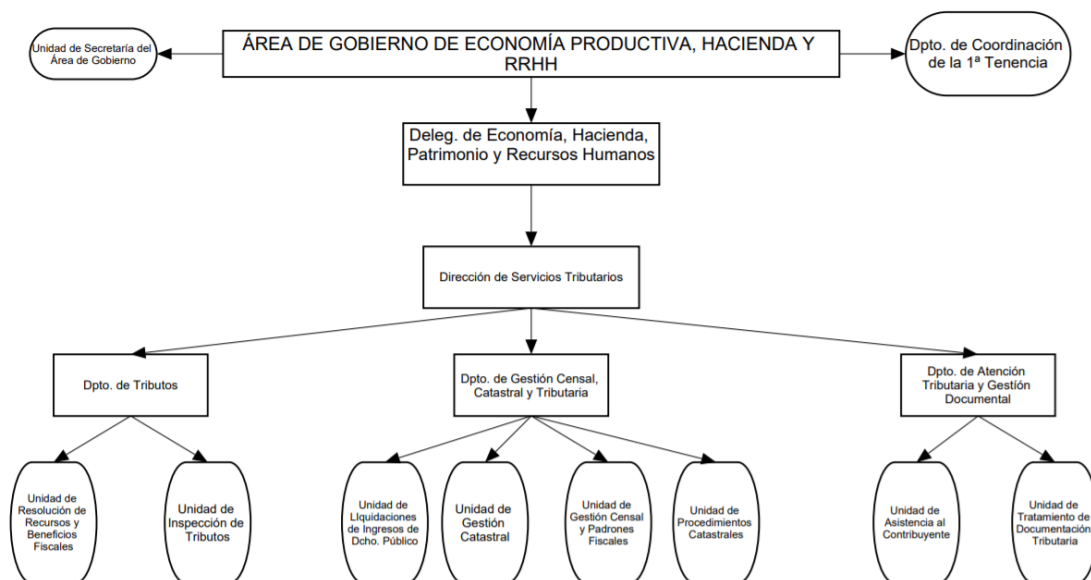 Unidad de Secretaría del
Área de Gobierno
ÁREA DE GOBIERNO DE ECONOMÍA PRODUCTIVA, HACIENDA Y
RRHH
Dpto. de Coordinación
de la 1ª Tenencia
Deleg. de Economía, Hacienda,
Patrimonio y Recursos Humanos
Dirección de Servicios Tributarios
Dpto. de Tributos
Dpto. de Gestión Censal,
Catastral y Tributaria
Dpto. de Atención
Tributaria y Gestión
Documental
Unidad de
Resolución de
Recursos y
Beneficios
Fiscales
Unidad de
Inspección de
Tributos
Unidad de
LIquidaciones
de Ingresos de
Dcho. Público
Unidad de
Gestión
Catastral
Unidad de
Gestión Censal
y Padrones
Fiscales
Unidad de
Procedimientos
Catastrales
Unidad de
Asistencia al
Contribuyente
Unidad de
Tratamiento de
Documentación
Tributaria